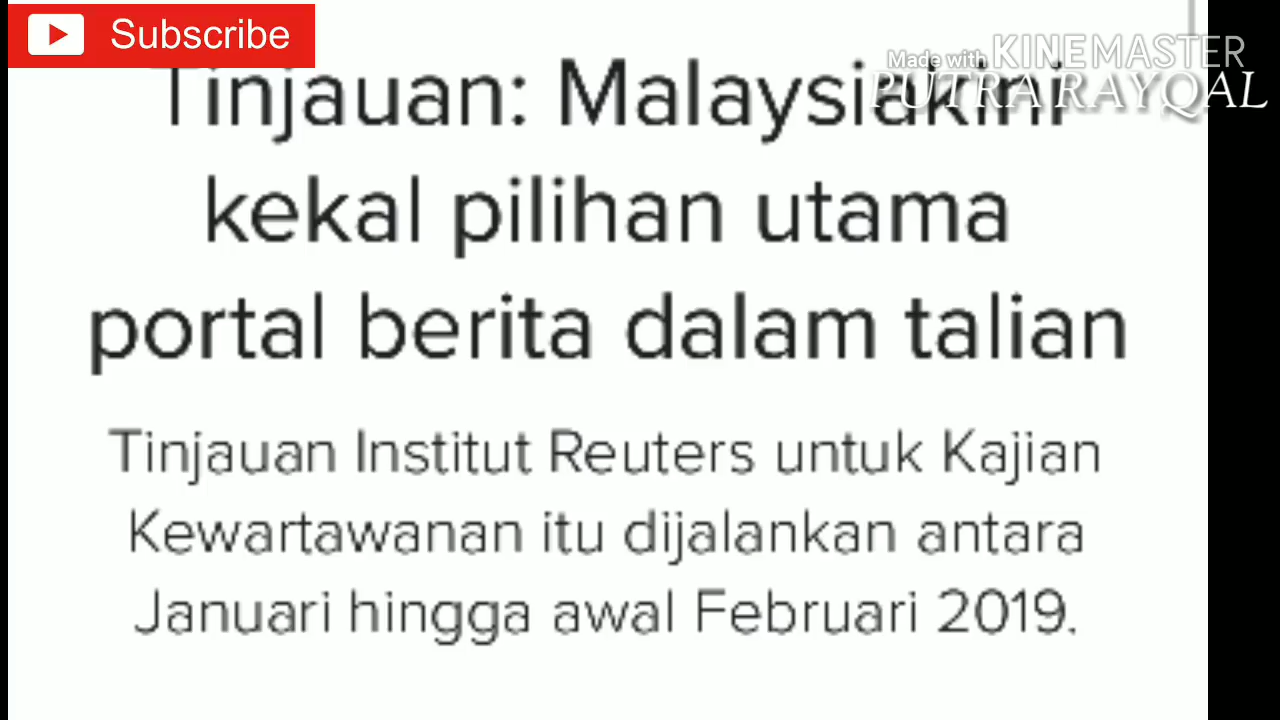 Subscribe
Made with KINEMASTER
PUTRA RAYQAL
Tinjauan: Malaysiakini
kekal pilihan utama
portal berita dalam talian
Tinjauan Institut Reuters untuk Kajian
Kewartawanan itu dijalankan antara
Januari hingga awal Februari 2019.